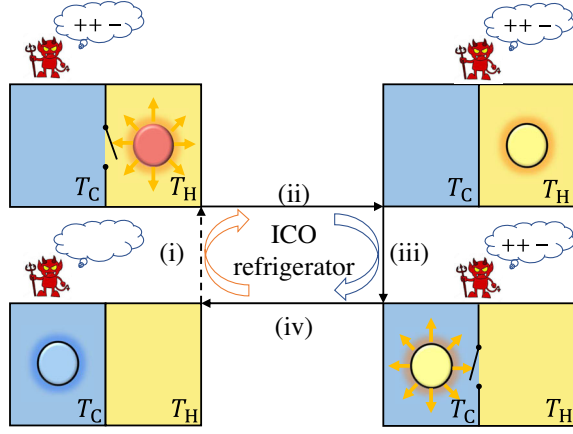 + + −
+ + −
T_C
T_H
T_C
T_H
(ii)
(i)
ICO
refrigerator
(iii)
+ + −
(iv)
T_C
T_H
T_C
T_H